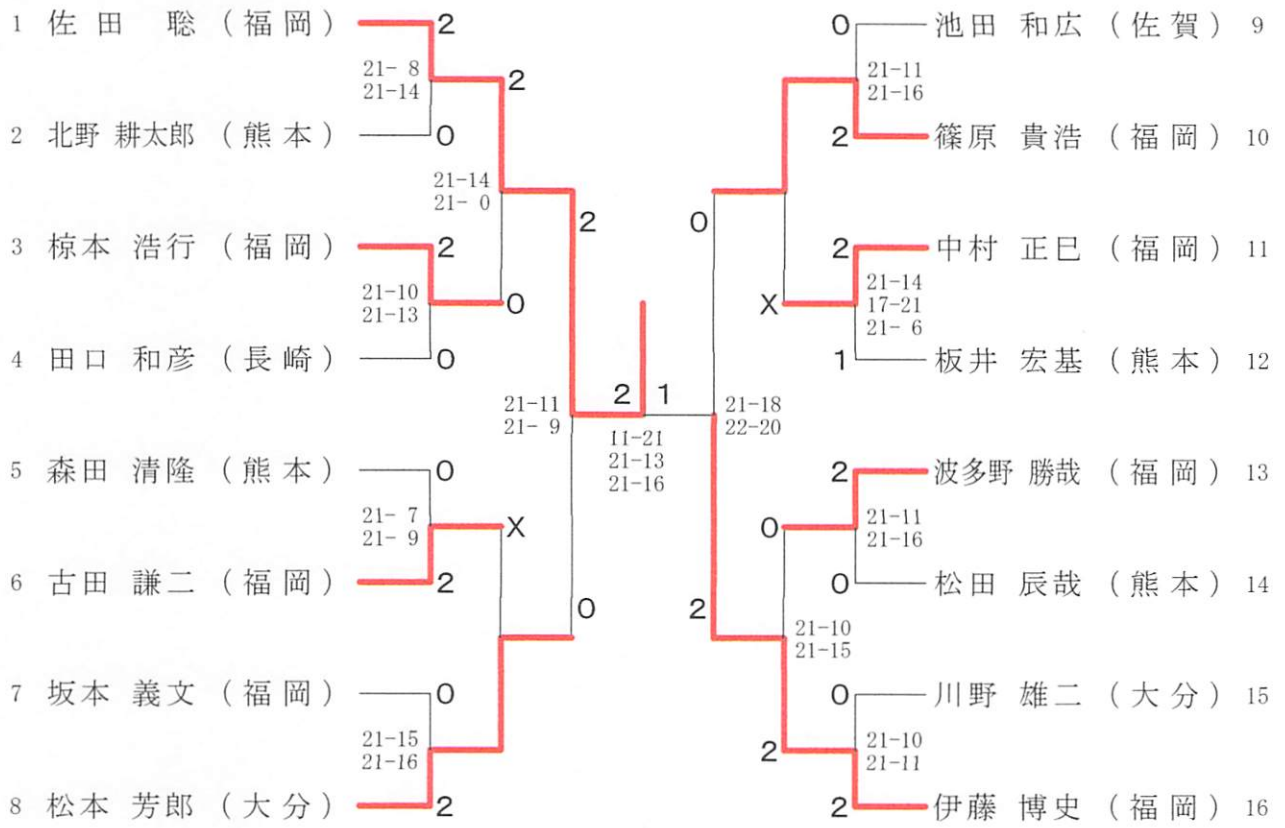 1 佐田 聡 (福岡)
2 北野 耕太郎 (熊本)
3 椋本 浩行 (福岡)
4 田口 和彦 (長崎)
5 森田 清隆 (熊本)
6 古田 謙二 (福岡)
7 坂本 義文 (福岡)
8 松本 芳郎 (大分)
2
21- 8
21-14
0
2
21-14
21- 0
2
21-10
21-13
0
0
2
21-11
21- 9
0
21- 7
21- 9
2
X
0
21-15
21-16
2
0
2 1
11-21
21-13
21-16
0
21-18
22-20
2
0
21-11
21-16
2
X
2
21-14
17-21
21- 6
1
0
21-10
21-15
2
2
21-11
21-16
0
0
21-10
21-11
2
池田 和広 (佐賀) 9
篠原 貴浩 (福岡) 10
中村 正巳 (福岡) 11
板井 宏基 (熊本) 12
波多野 勝哉 (福岡) 13
松田 辰哉 (熊本) 14
川野 雄二 (大分) 15
伊藤 博史 (福岡) 16